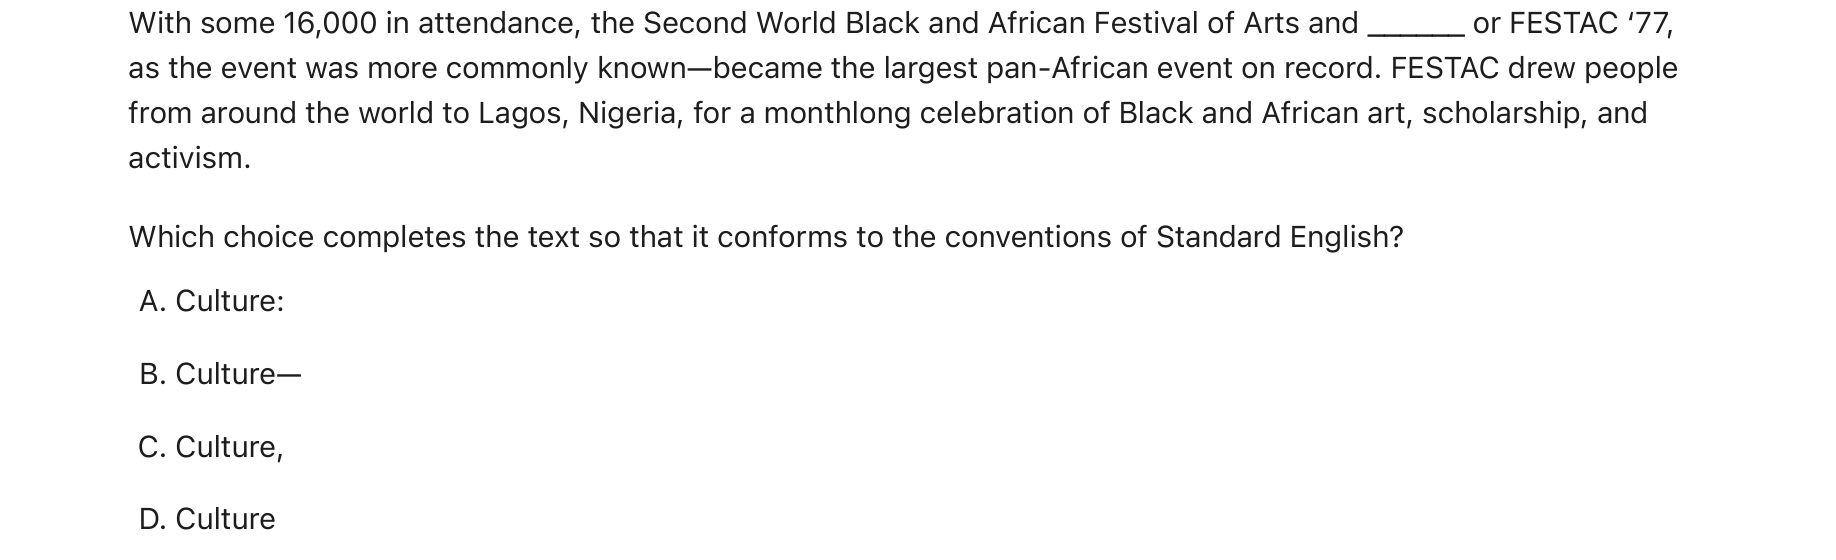 With some 16,000 in attendance, the Second World Black and African Festival of Arts and ______ or FESTAC ‘77,
as the event was more commonly known—became the largest pan-African event on record. FESTAC drew people
from around the world to Lagos, Nigeria, for a monthlong celebration of Black and African art, scholarship, and
activism.
Which choice completes the text so that it conforms to the conventions of Standard English?
A. Culture:
B. Culture—
C. Culture,
D. Culture